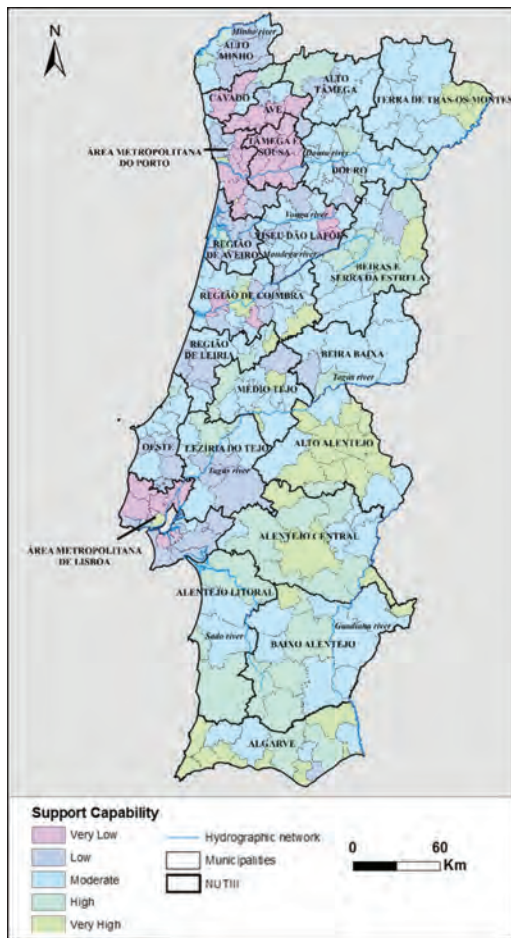 Minho river
N
ALTO
MINHO
ALTO
TÂMEGA
TERRA DE TRÁS-OS-MONTES
CAVADO
AVE
ÁREA METROPOLITANA
DO PORTO
TÂMEGA E
SOUSA
Douro river
DOURO
Vouga river
VISEU DÃO LAFÕES
REGIÃO
DE AVEIRO
Mondego river
BEIRAS E
SERRA DA ESTRELA
REGIÃO DE COIMBRA
REGIÃO
DE LEIRIA
BEIRA BAIXA
Tagus river
MÉDIO TEJO
OESTE
LEZÍRIA DO TEJO
ALTO ALENTEJO
Tagus river
ÁREA METROPOLITANA
DE LISBOA
ALENTEJO CENTRAL
ALENTEJO LITORAL
Sado river
Guadiana river
BAIXO ALENTEJO
ALGARVE
Support Capability
Very Low
Low
Moderate
High
Very High
Hydrographic network
Municipalities
NUTIII
0 60
Km